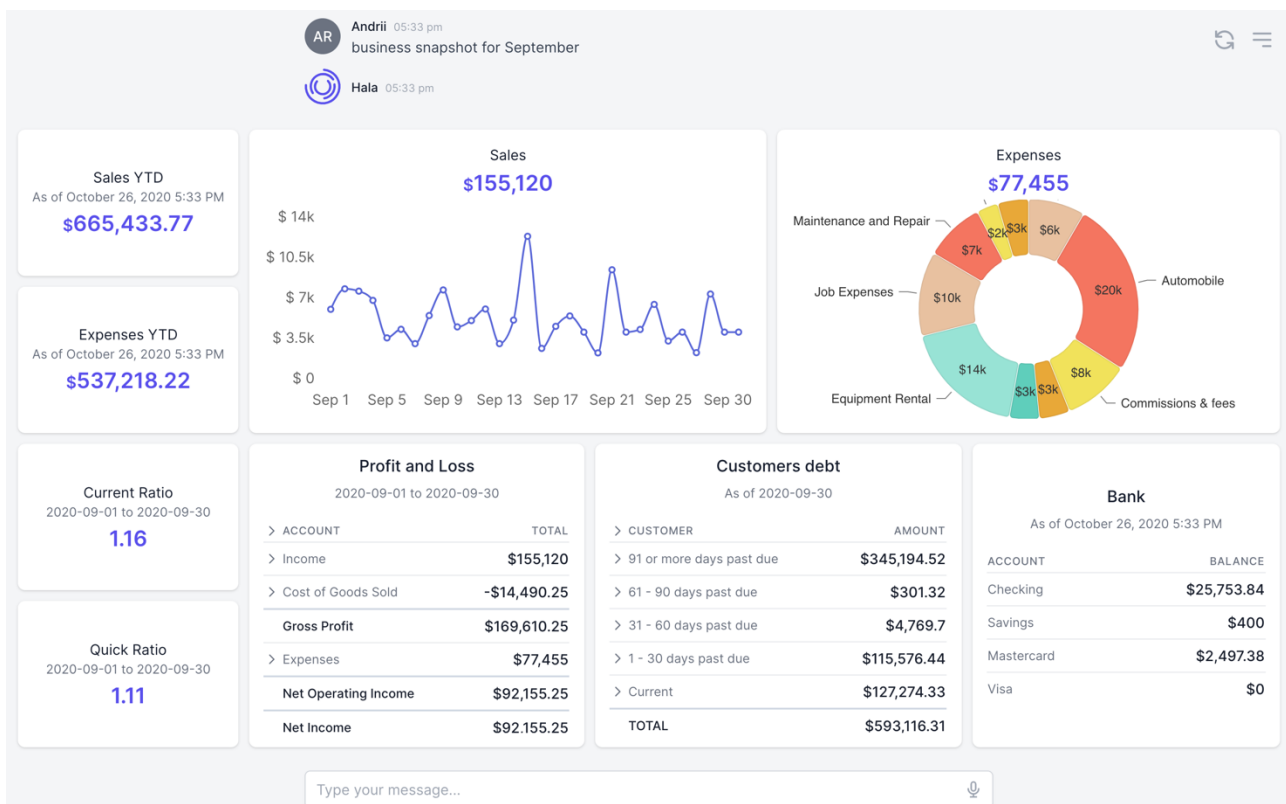 AR
Andrii 05:33 pm
business snapshot for September
Hala 05:33 pm
Sales YTD
As of October 26, 2020 5:33 PM
$665,433.77
Expenses YTD
As of October 26, 2020 5:33 PM
$537,218.22
Current Ratio
2020-09-01 to 2020-09-30
1.16
Quick Ratio
2020-09-01 to 2020-09-30
1.11
Sales
$155,120
$ 14k
$ 10.5k
$ 7k
$ 3.5k
$ 0
Sep 1 Sep 5 Sep 9 Sep 13 Sep 17 Sep 21 Sep 25 Sep 30
Expenses
$77,455
Maintenance and Repair
Job Expenses
Equipment Rental
Automobile
Commissions & fees
$6k
$20k
$8k
$3k
$3k
$14k
$10k
$7k
$2k
$3k
Profit and Loss
2020-09-01 to 2020-09-30
ACCOUNT TOTAL
Income $155,120
Cost of Goods Sold -$14,490.25
Gross Profit $169,610.25
Expenses $77,455
Net Operating Income $92,155.25
Net Income $92.155.25
Customers debt
As of 2020-09-30
CUSTOMER AMOUNT
91 or more days past due $345,194.52
61 - 90 days past due $301.32
31 - 60 days past due $4,769.7
1 - 30 days past due $115,576.44
Current $127,274.33
TOTAL $593,116.31
Bank
As of October 26, 2020 5:33 PM
ACCOUNT BALANCE
Checking $25,753.84
Savings $400
Mastercard $2,497.38
Visa $0
Type your message...